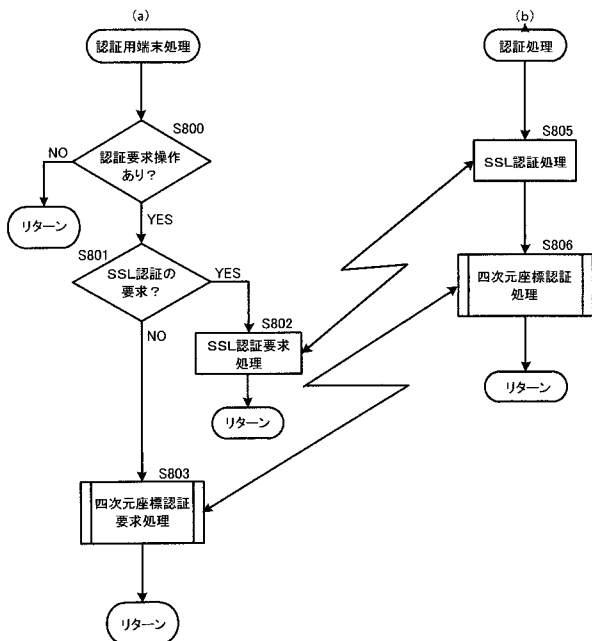 (a)
認証用端末処理
S800
認証要求操作
あり？
NO
リターン
YES
S801
SSL認証の
要求？
YES
NO
S802
SSL認証要求
処理
リターン
S803
四次元座標認証
要求処理
リターン
(b)
認証処理
S805
SSL認証処理
S806
四次元座標認証
処理
リターン